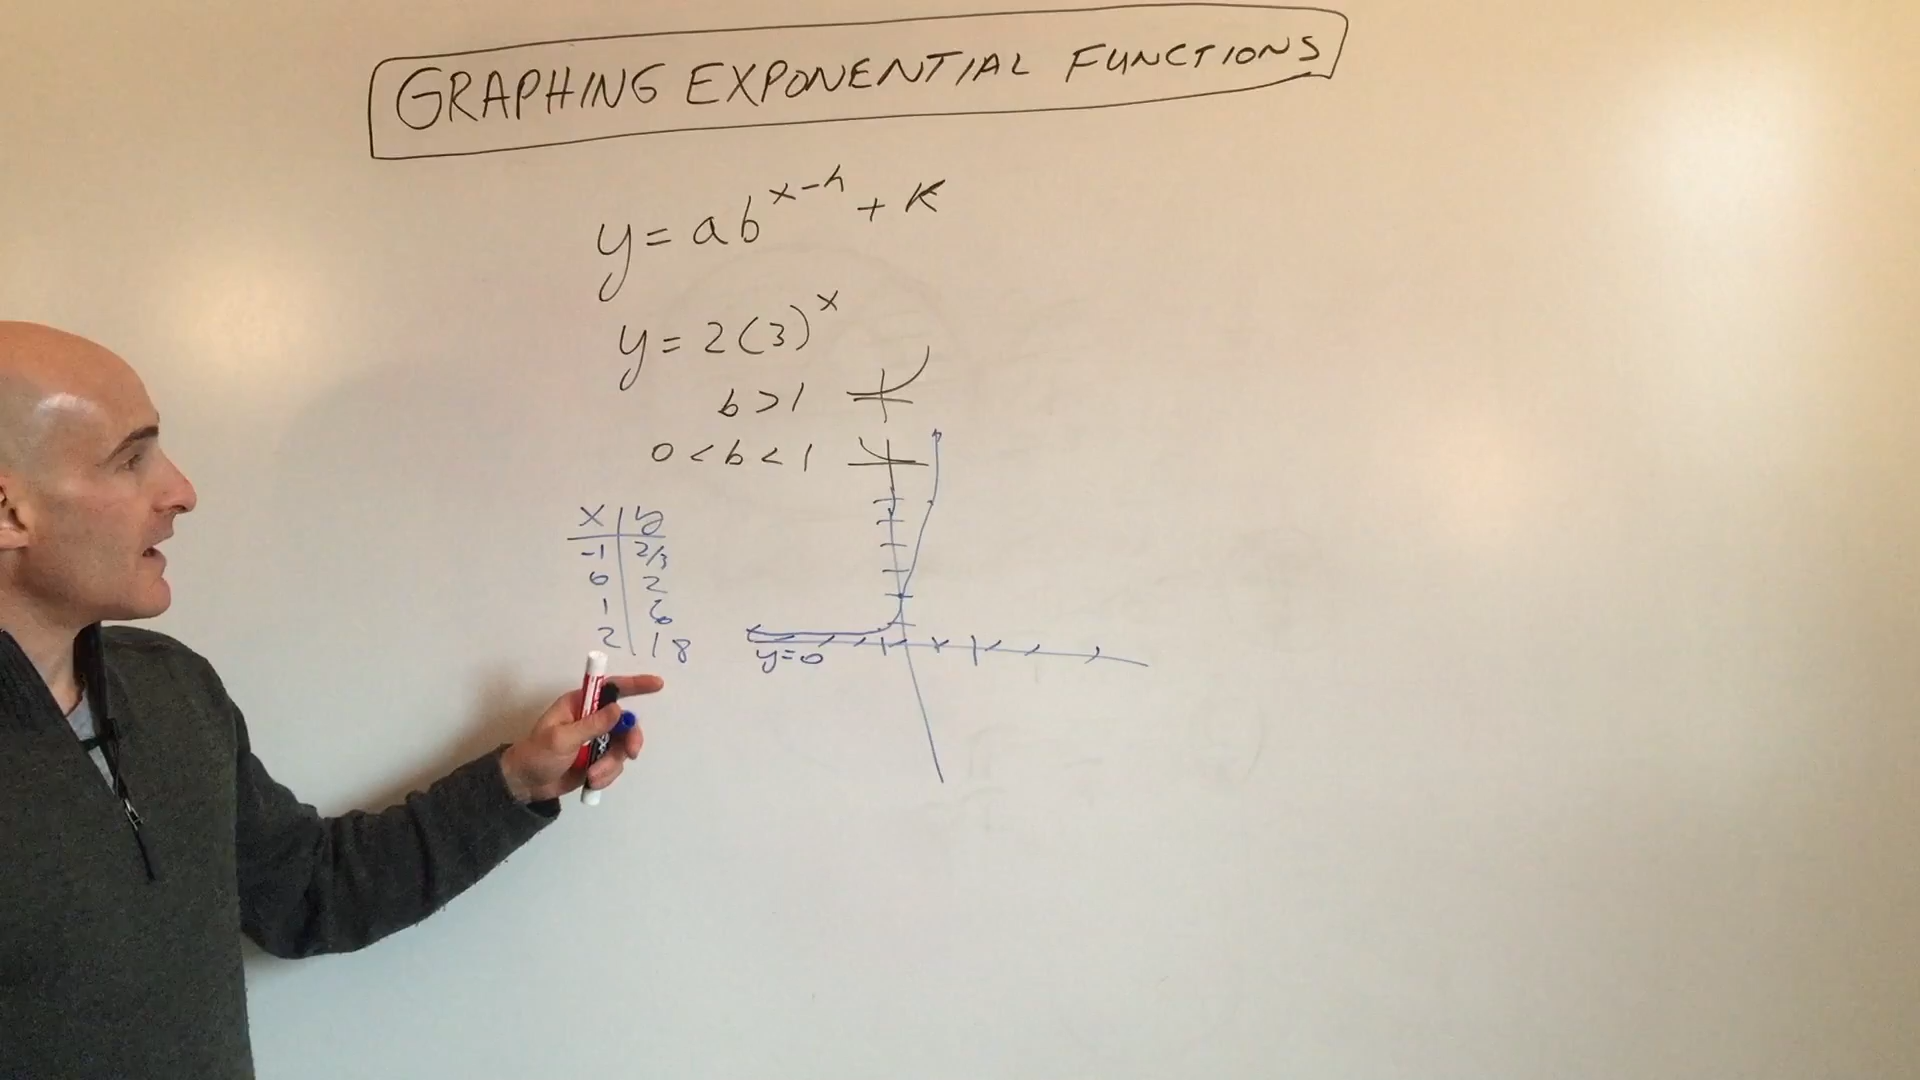 GRAPHING EXPONENTIAL FUNCTIONS
y = ab^(x-h) + k
y = 2(3)^x
b > 1
0 < b < 1
x | y
-1 | 2/3
0 | 2
1 | 6
2 | 18
y=0